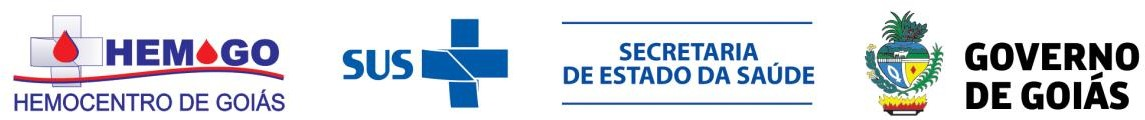 HEMOGO
HEMOCENTRO DE GOIÁS
SUS
SECRETARIA
DE ESTADO DA SAÚDE
GOVERNO
DE GOIÁS